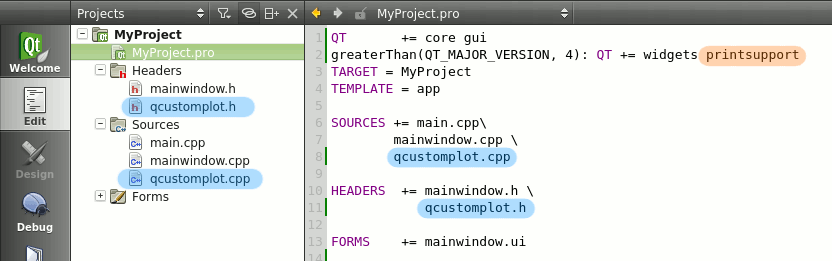 Projects
MyProject.pro
Qt
Welcome
Edit
Design
Debug
MyProject
MyProject.pro
Headers
mainwindow.h
qcustomplot.h
Sources
main.cpp
mainwindow.cpp
qcustomplot.cpp
Forms
1 QT += core gui
2 greaterThan(QT_MAJOR_VERSION, 4): QT += widgets printsupport
3 TARGET = MyProject
4 TEMPLATE = app
5
6 SOURCES += main.cpp\
7 mainwindow.cpp \
8 qcustomplot.cpp
9
10 HEADERS += mainwindow.h \
11 qcustomplot.h
12
13 FORMS += mainwindow.ui
14